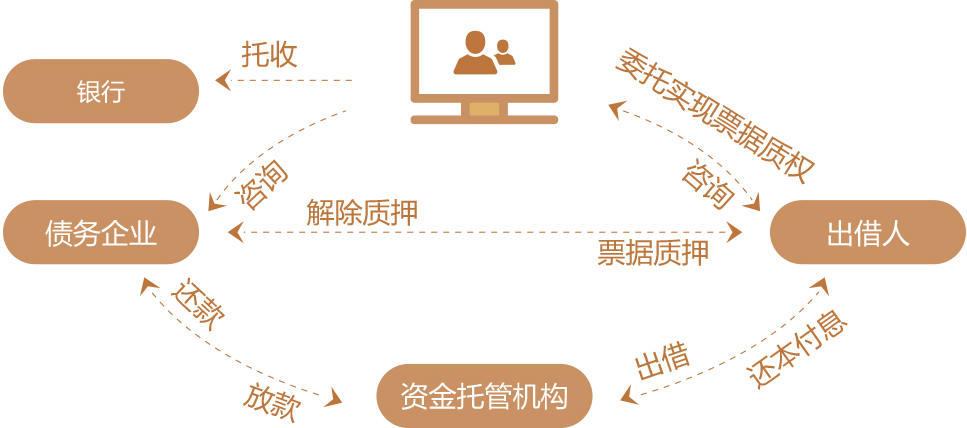 托收
银行
委托实现票据质权
咨询
咨询
解除质押
债务企业
出借人
票据质押
还款
还本付息
出借
放款
资金托管机构